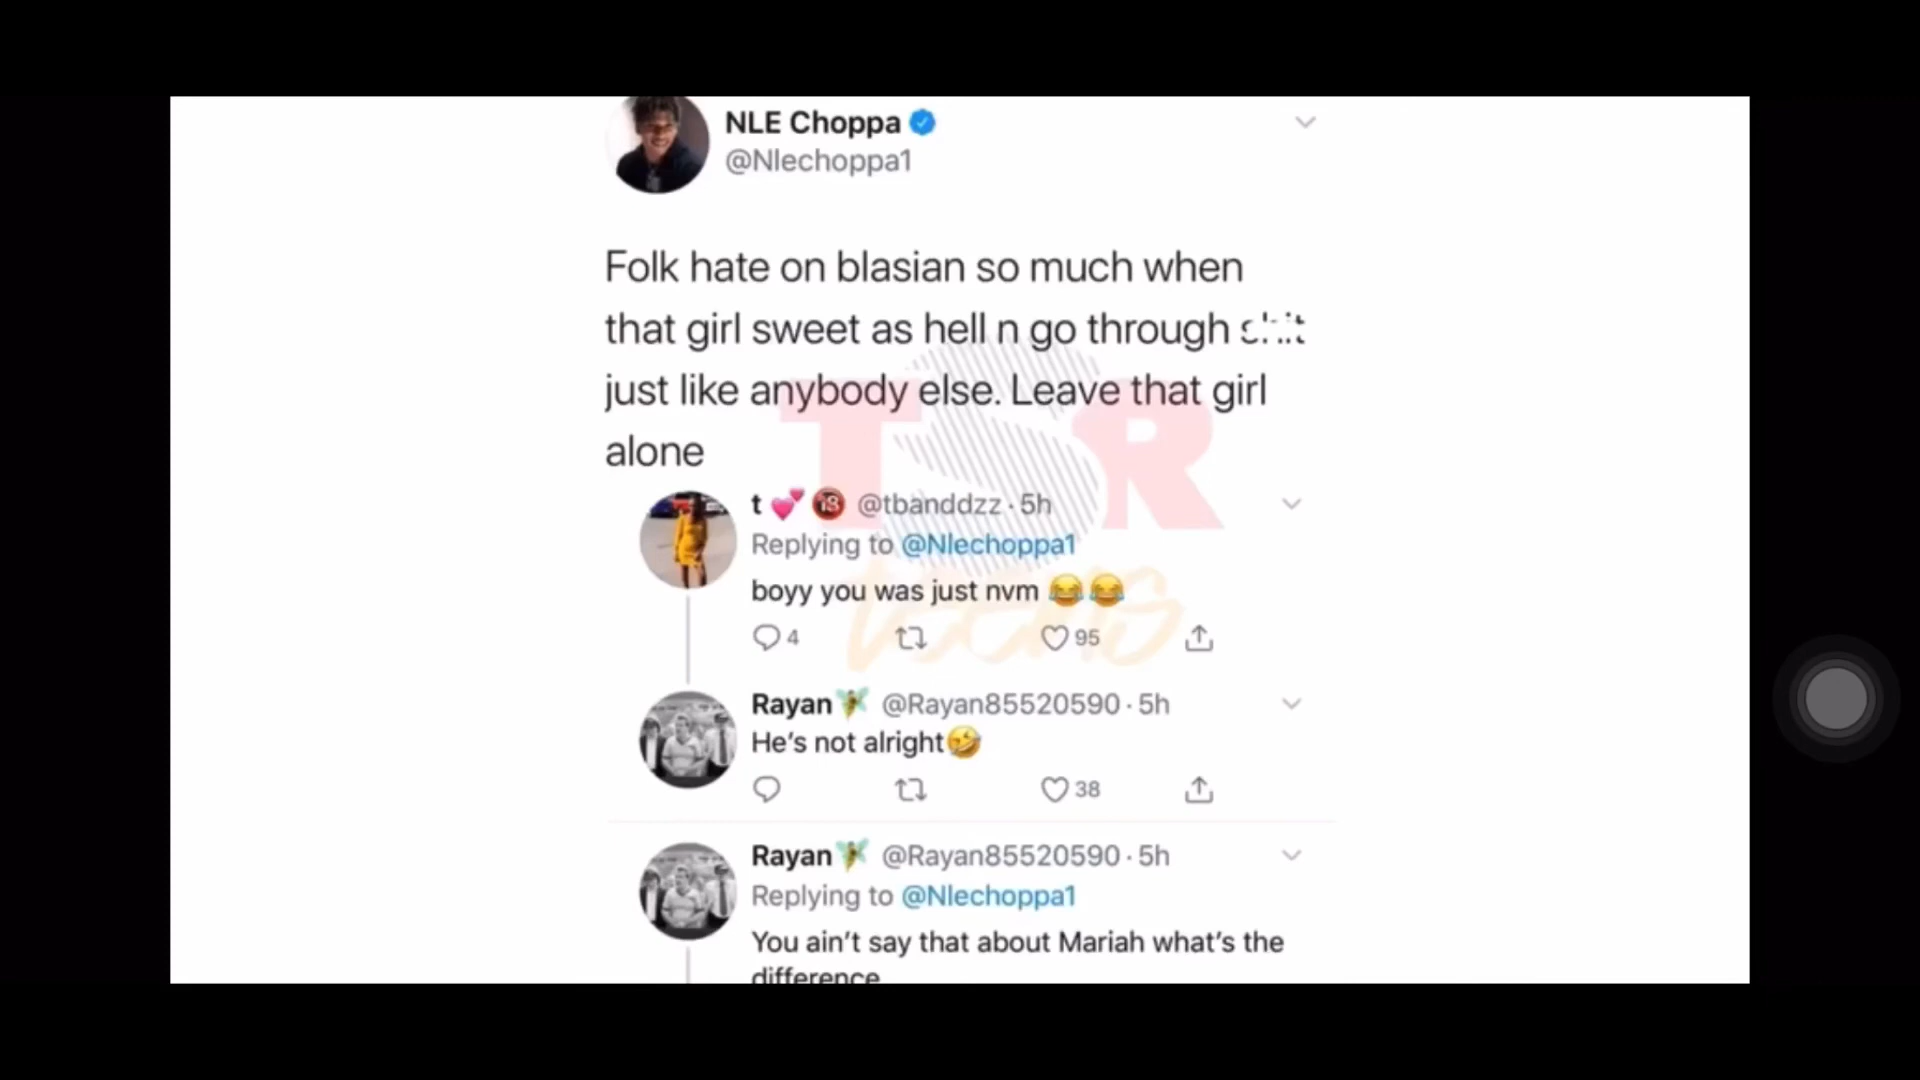 NLE Choppa
@Nlechoppa1
Folk hate on blasian so much when
that girl sweet as hell n go through shit
just like anybody else. Leave that girl
alone
TSR
teens
t 💕 🔞 @tbanddzz · 5h
Replying to @Nlechoppa1
boyy you was just nvm 😂😂
4 95
Rayan @Rayan85520590 · 5h
He's not alright🤣
38
Rayan @Rayan85520590 · 5h
Replying to @Nlechoppa1
You ain't say that about Mariah what's the
difference